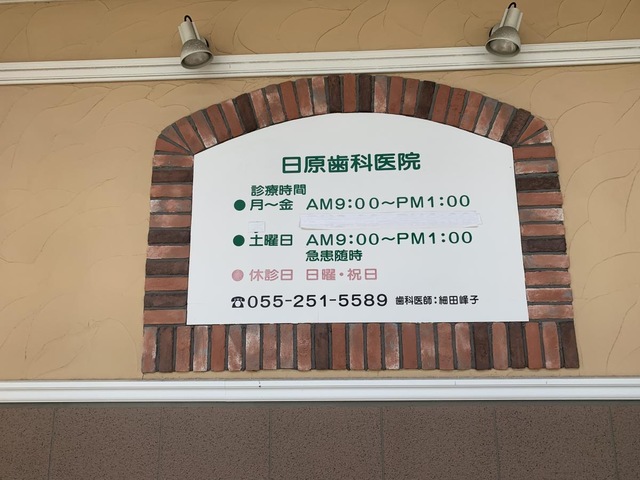 日原歯科医院
診療時間
●月～金 AM9:00～PM1:00
●土曜日 AM9:00～PM1:00
急患随時
●休診日 日曜・祝日
☎055-251-5589 歯科医師:細田峰子